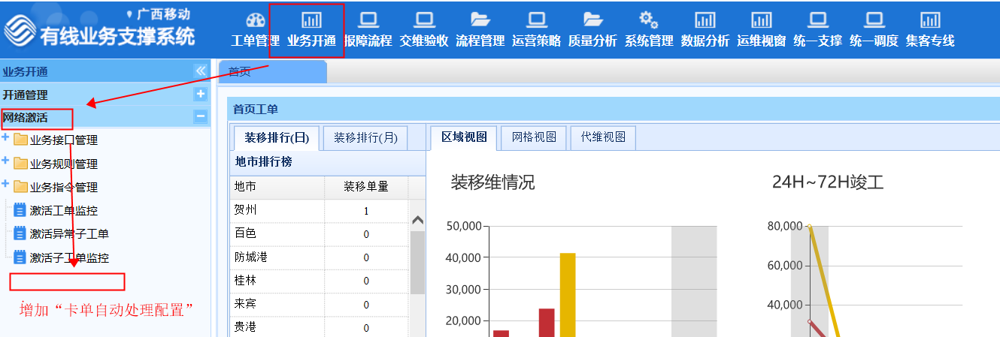 广西移动
有线业务支撑系统
工单管理 业务开通 报障流程 交维验收 流程管理 运营策略 质量分析 系统管理 数据分析 运维视窗 统一支撑 统一调度 集客专线
业务开通
首页
开通管理
网络激活
首页工单
业务接口管理
装移排行(日) 装移排行(月) 区域视图 网格视图 代维视图
业务规则管理
地市排行榜
业务指令管理
地市 装移单量
装移维情况 24H~72H竣工
激活工单监控
贺州 1
激活异常子工单
百色 0
50,000 80,000
激活子工单监控
防城港 0
40,000
60,000
桂林 0
30,000
增加“卡单自动处理配置”
来宾 0
40,000
贵港 0
20,000